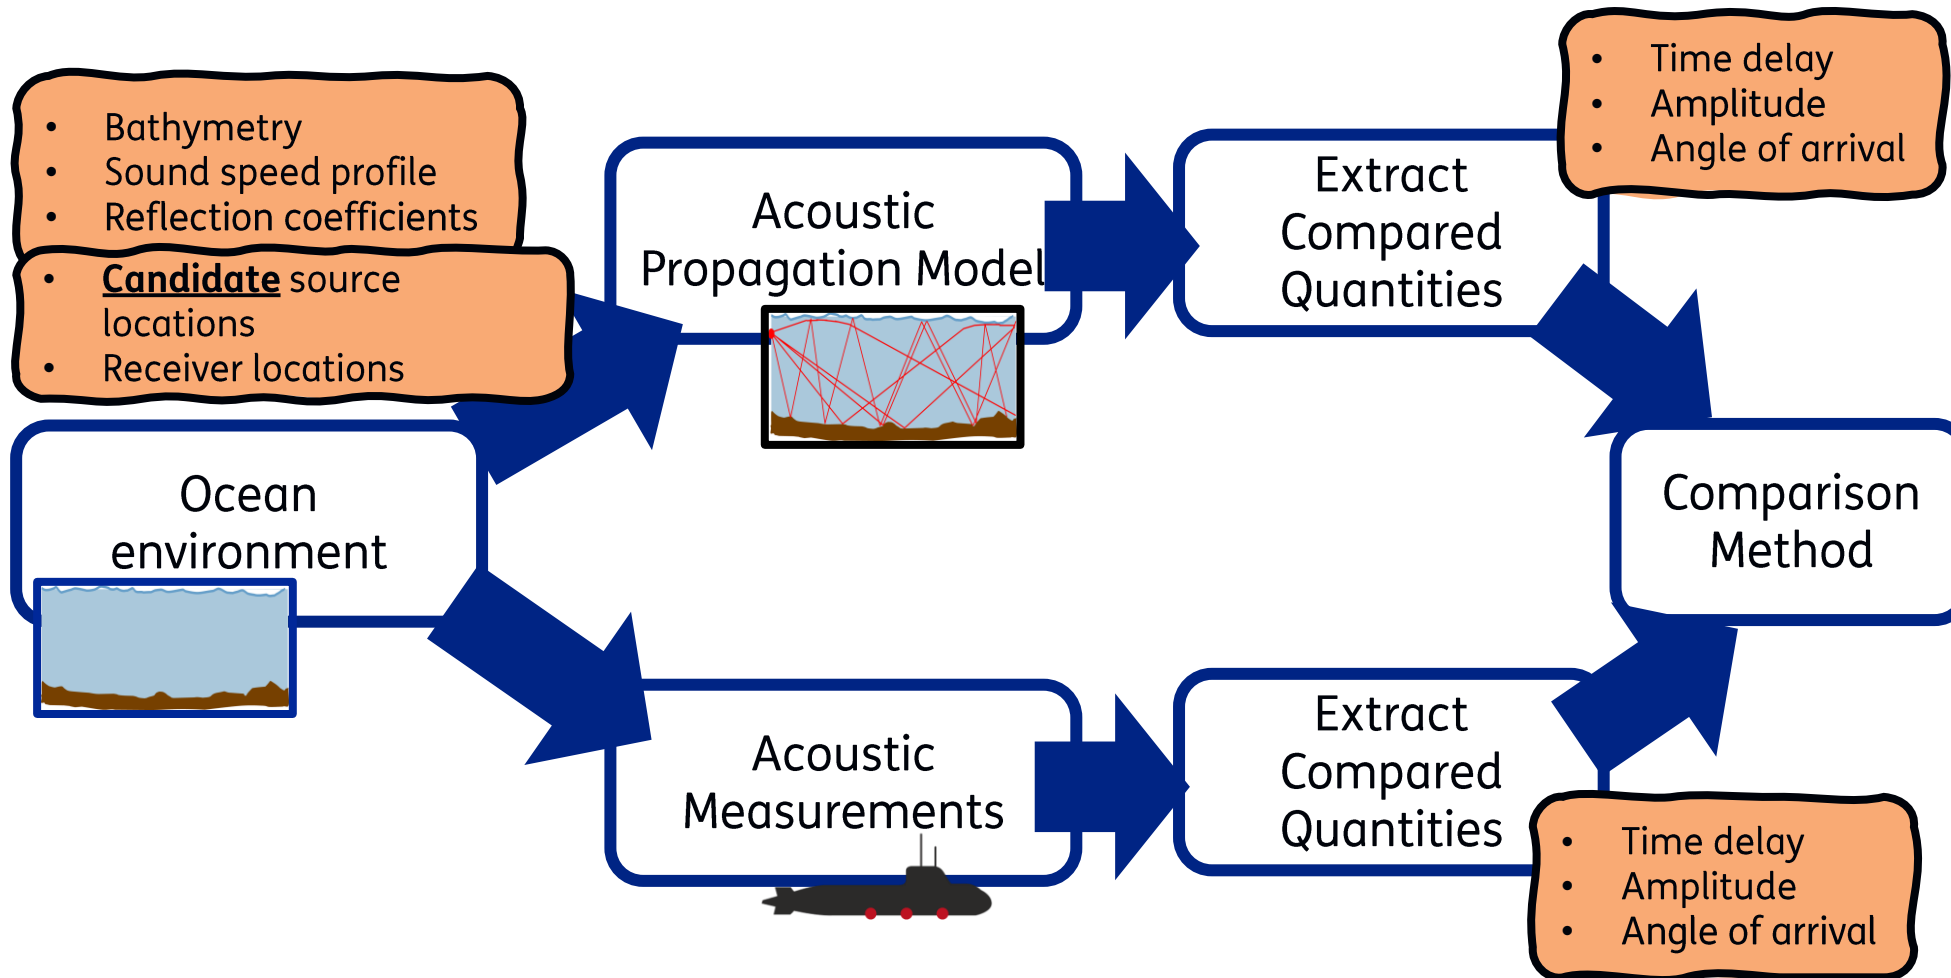 • Bathymetry
• Sound speed profile
• Reflection coefficients
• Candidate source
locations
• Receiver locations
Ocean
environment
Acoustic
Propagation Model
Extract
Compared
Quantities
• Time delay
• Amplitude
• Angle of arrival
Acoustic
Measurements
Extract
Compared
Quantities
• Time delay
• Amplitude
• Angle of arrival
Comparison
Method